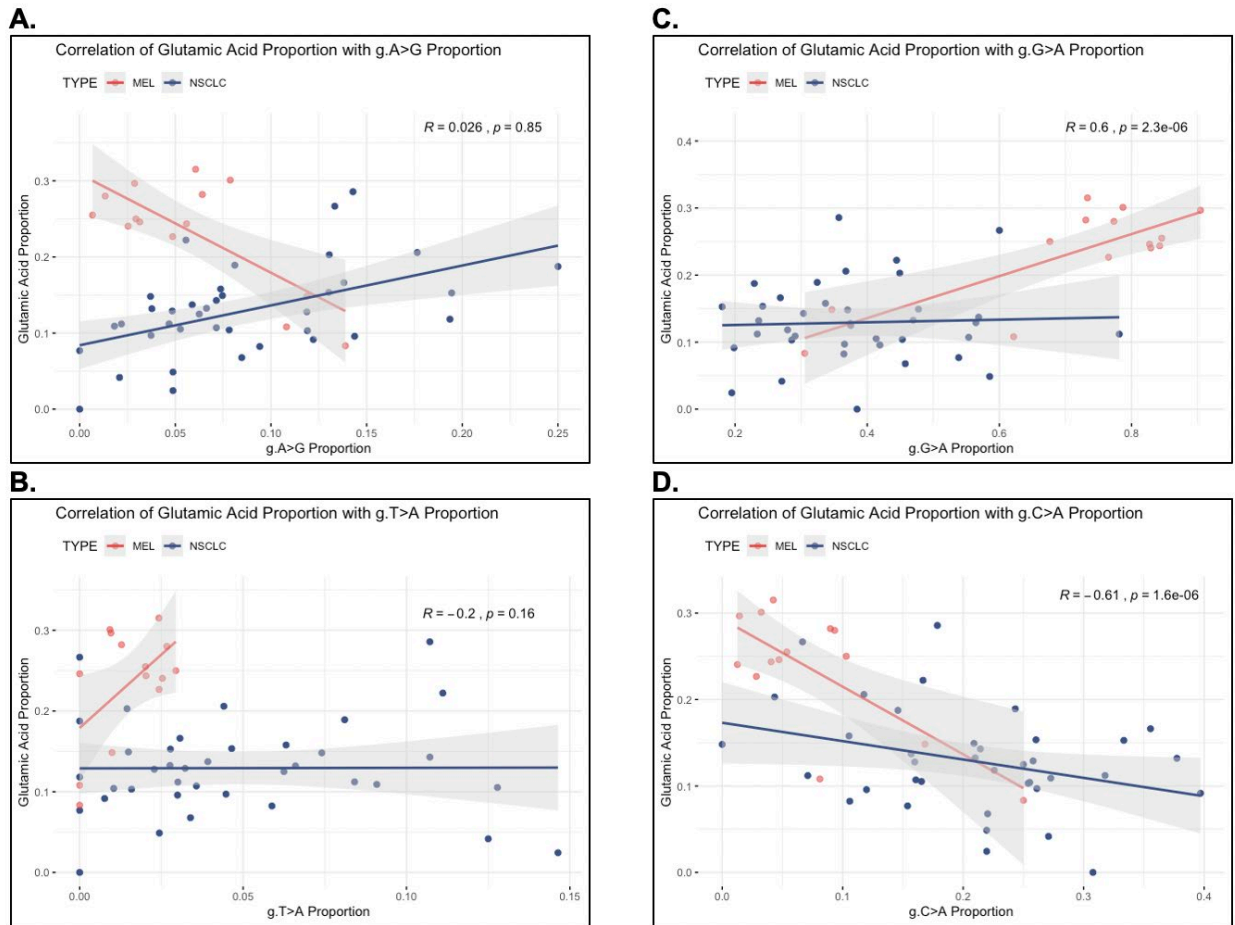 A.
Correlation of Glutamic Acid Proportion with g.A>G Proportion
TYPE MEL NSCLC
R = 0.026 , p = 0.85
Glutamic Acid Proportion
0.3
0.2
0.1
0.0
0.00 0.05 0.10 0.15 0.20 0.25
g.A>G Proportion
B.
Correlation of Glutamic Acid Proportion with g.T>A Proportion
TYPE MEL NSCLC
R = −0.2 , p = 0.16
Glutamic Acid Proportion
0.3
0.2
0.1
0.0
0.00 0.05 0.10 0.15
g.T>A Proportion
C.
Correlation of Glutamic Acid Proportion with g.G>A Proportion
TYPE MEL NSCLC
R = 0.6 , p = 2.3e-06
Glutamic Acid Proportion
0.4
0.3
0.2
0.1
0.0
0.2 0.4 0.6 0.8
g.G>A Proportion
D.
Correlation of Glutamic Acid Proportion with g.C>A Proportion
TYPE MEL NSCLC
R = −0.61 , p = 1.6e-06
Glutamic Acid Proportion
0.3
0.2
0.1
0.0
0.0 0.1 0.2 0.3 0.4
g.C>A Proportion